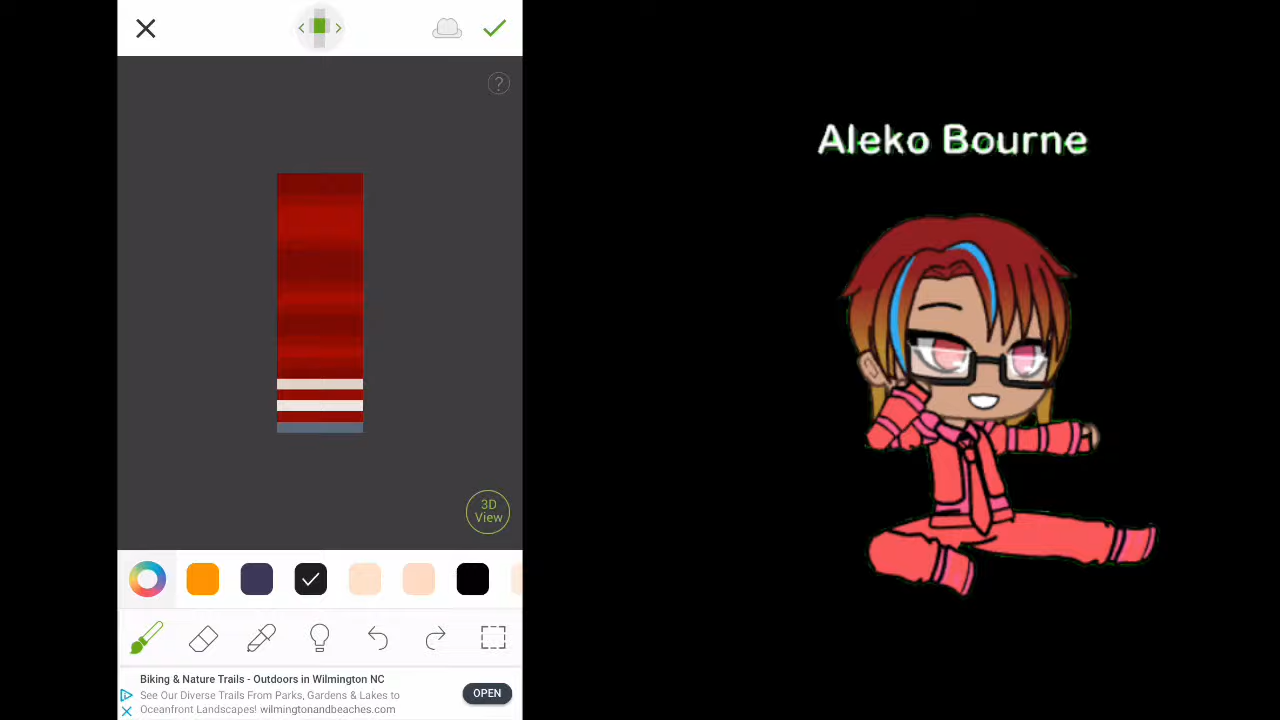 ?
3D
View
Biking & Nature Trails - Outdoors in Wilmington NC
See Our Diverse Trails From Parks, Gardens & Lakes to
Oceanfront Landscapes! wilmingtonandbeaches.com
OPEN
Aleko Bourne